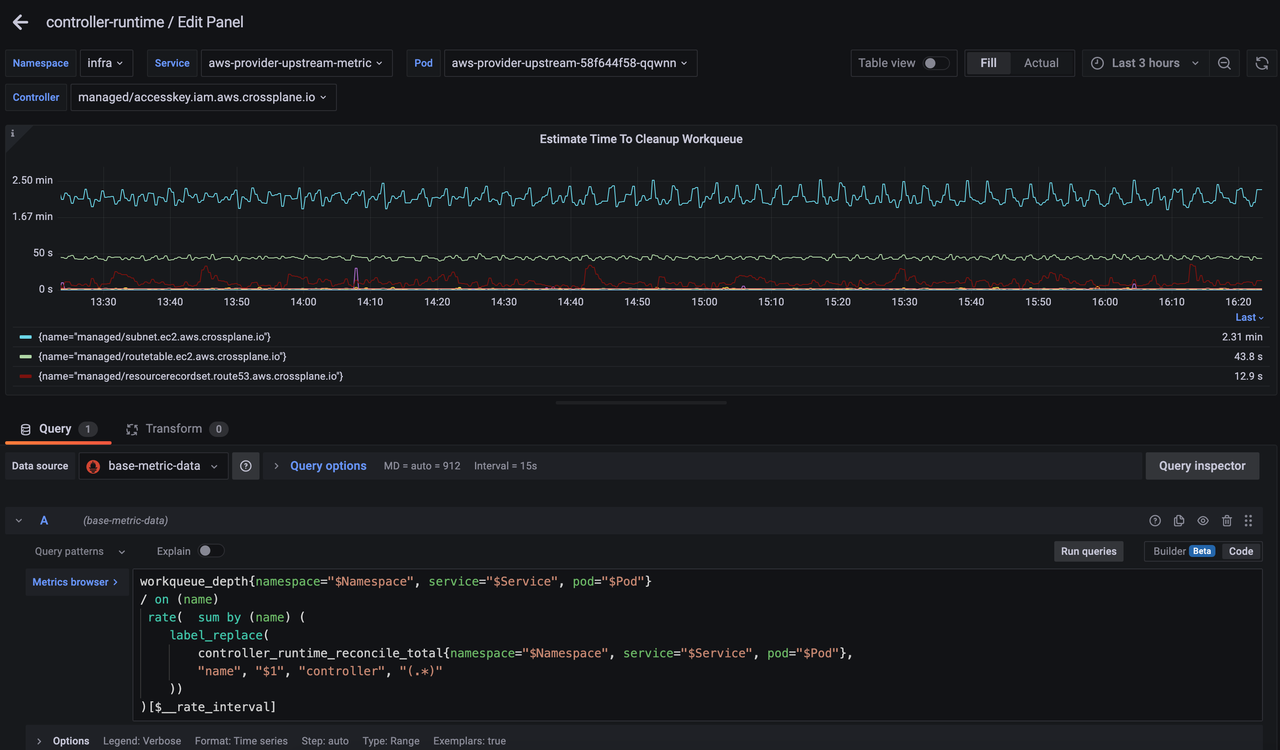 controller-runtime / Edit Panel
Namespace infra Service aws-provider-upstream-metric Pod aws-provider-upstream-58f644f58-qqwnn Table view Fill Actual Last 3 hours
Controller managed/accesskey.iam.aws.crossplane.io
i
Estimate Time To Cleanup Workqueue
2.50 min
1.67 min
50 s
0 s
13:30 13:40 13:50 14:00 14:10 14:20 14:30 14:40 14:50 15:00 15:10 15:20 15:30 15:40 15:50 16:00 16:10 16:20
Last
{name="managed/subnet.ec2.aws.crossplane.io"} 2.31 min
{name="managed/routetable.ec2.aws.crossplane.io"} 43.8 s
{name="managed/resourcerecordset.route53.aws.crossplane.io"} 12.9 s
Query 1 Transform 0
Data source base-metric-data Query options MD = auto = 912 Interval = 15s Query inspector
A (base-metric-data)
Query patterns Explain Run queries Builder Beta Code
Metrics browser > workqueue_depth{namespace="$Namespace", service="$Service", pod="$Pod"}
/ on (name)
rate( sum by (name) (
label_replace(
controller_runtime_reconcile_total{namespace="$Namespace", service="$Service", pod="$Pod"},
"name", "$1", "controller", "(.*)"
))
)[$__rate_interval]
Options Legend: Verbose Format: Time series Step: auto Type: Range Exemplars: true